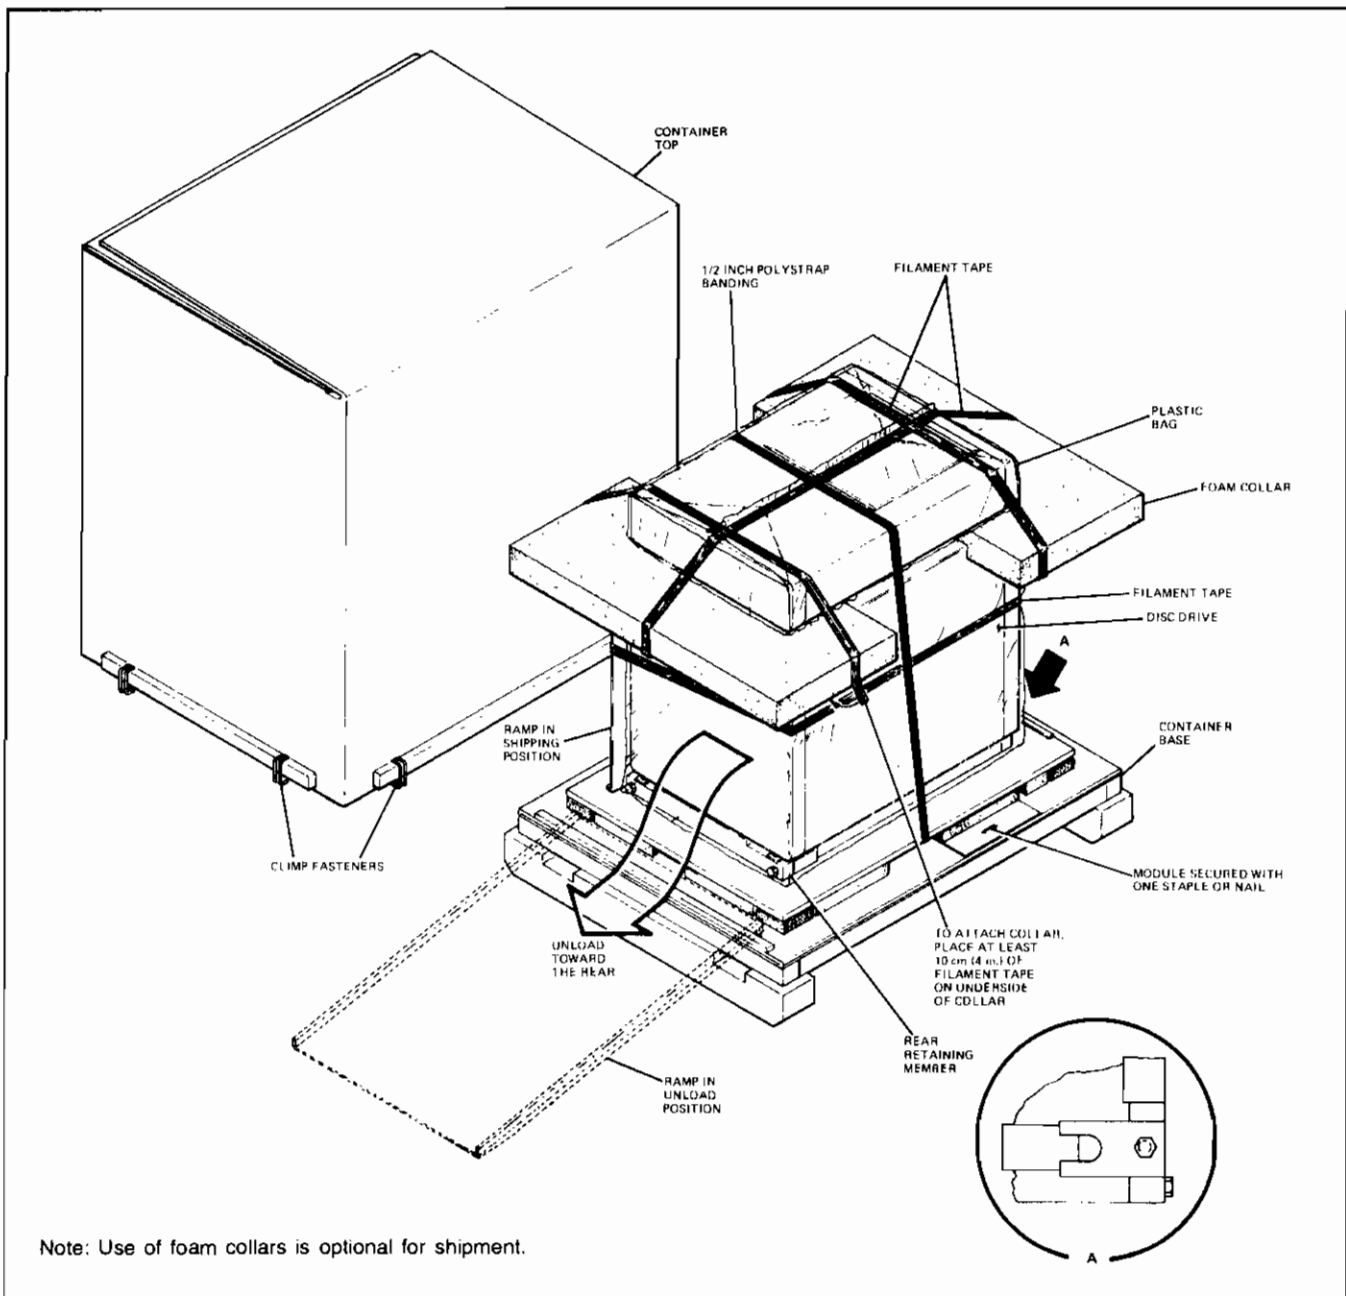 CONTAINER
TOP
1/2 INCH POLYSTRAP
BANDING
FILAMENT TAPE
PLASTIC
BAG
FOAM COLLAR
FILAMENT TAPE
DISC DRIVE
A
RAMP IN
SHIPPING
POSITION
CONTAINER
BASE
CLIMP FASTENERS
MODULE SECURED WITH
ONE STAPLE OR NAIL
UNLOAD
TOWARD
THE REAR
TO ATTACH COLLAR,
PLACE AT LEAST
10 cm (4 in.) OF
FILAMENT TAPE
ON UNDERSIDE
OF COLLAR
REAR
RETAINING
MEMBER
RAMP IN
UNLOAD
POSITION
A
Note: Use of foam collars is optional for shipment.